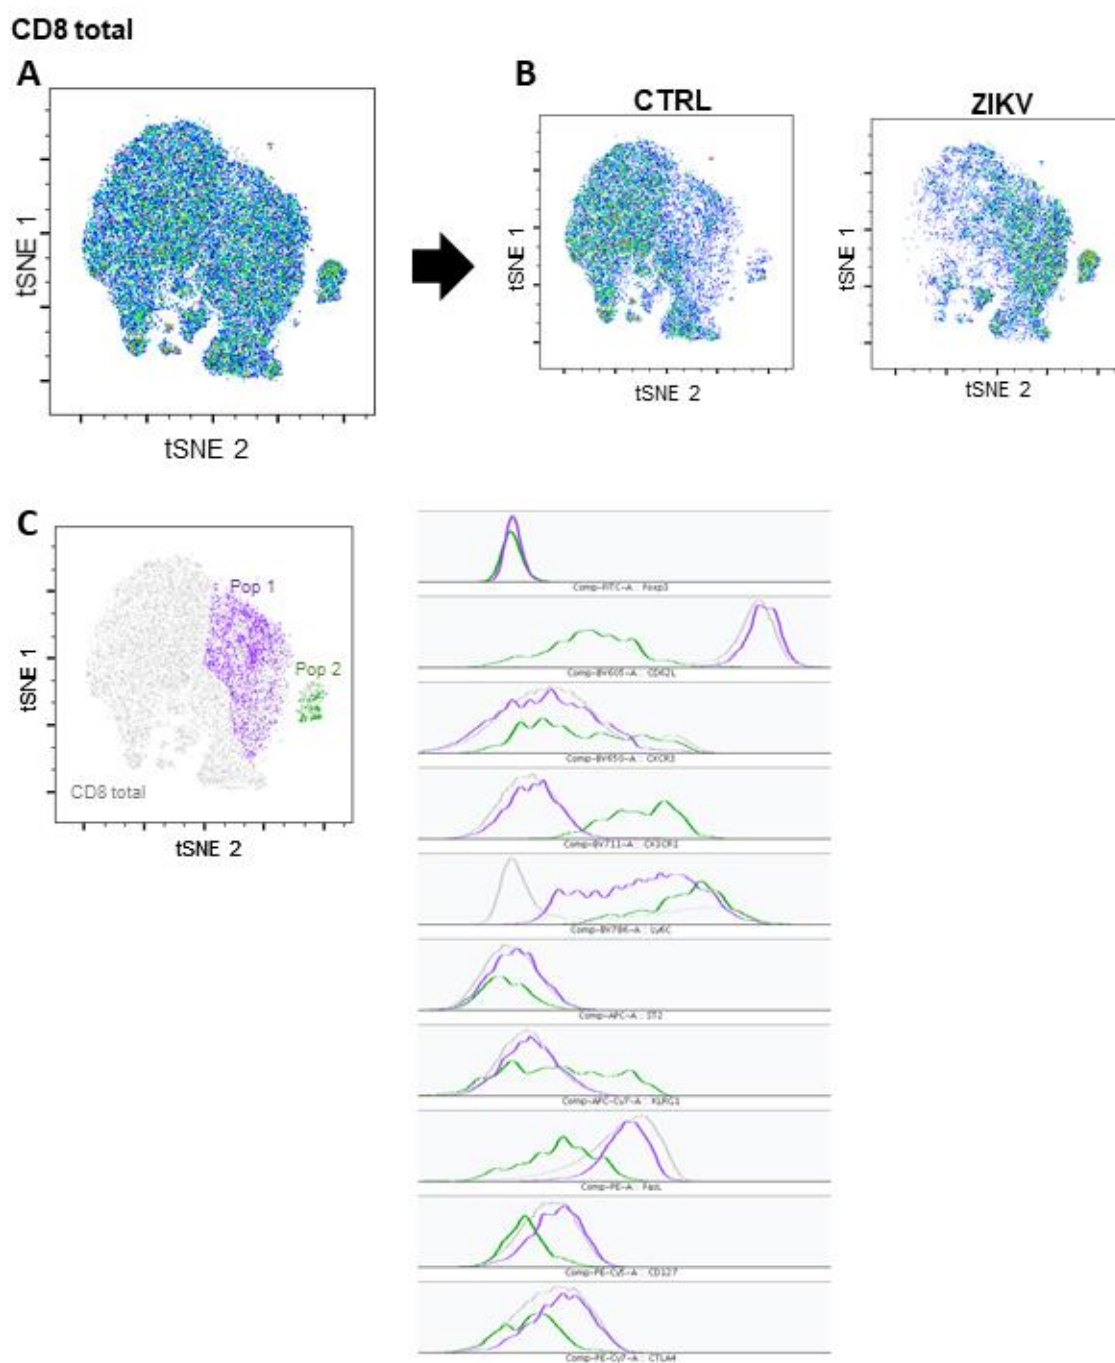 CD8 total
A
tSNE 1
tSNE 2
B
CTRL
tSNE 1
tSNE 2
ZIKV
tSNE 1
tSNE 2
C
Pop 1
Pop 2
CD8 total
tSNE 1
tSNE 2
Comp-FITC-A : Foxp3
Comp-BV605-A : CD62L
Comp-BV650-A : CXCR3
Comp-BV711-A : CX3CR1
Comp-BV786-A : Ly6C
Comp-APC-A : ST2
Comp-APC-Cy7-A : KLRG1
Comp-PE-A : FasL
Comp-PE-Cy5-A : CD127
Comp-PE-Cy7-A : CTLA4